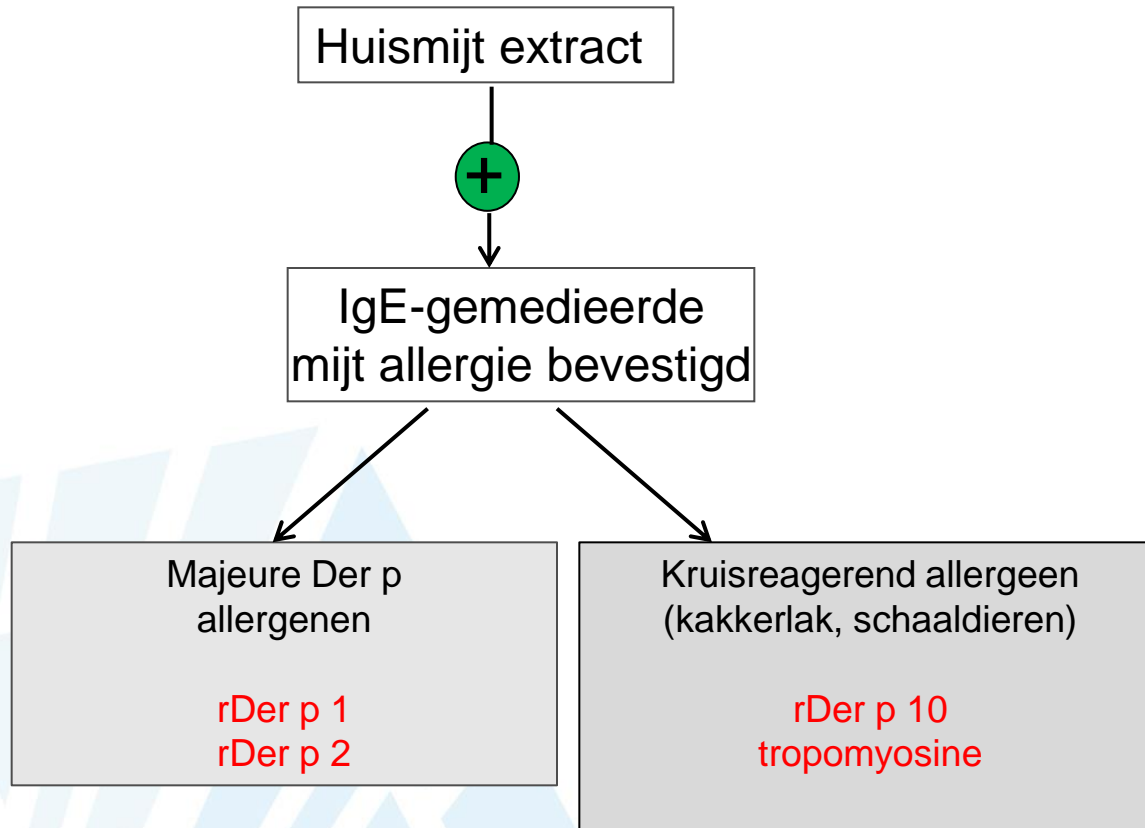 Huismijt extract
+
IgE-gemedieerde
mijt allergie bevestigd
Majeure Der p
allergenen
rDer p 1
rDer p 2
Kruisreagerend allergeen
(kakkerlak, schaaldieren)
rDer p 10
tropomyosine